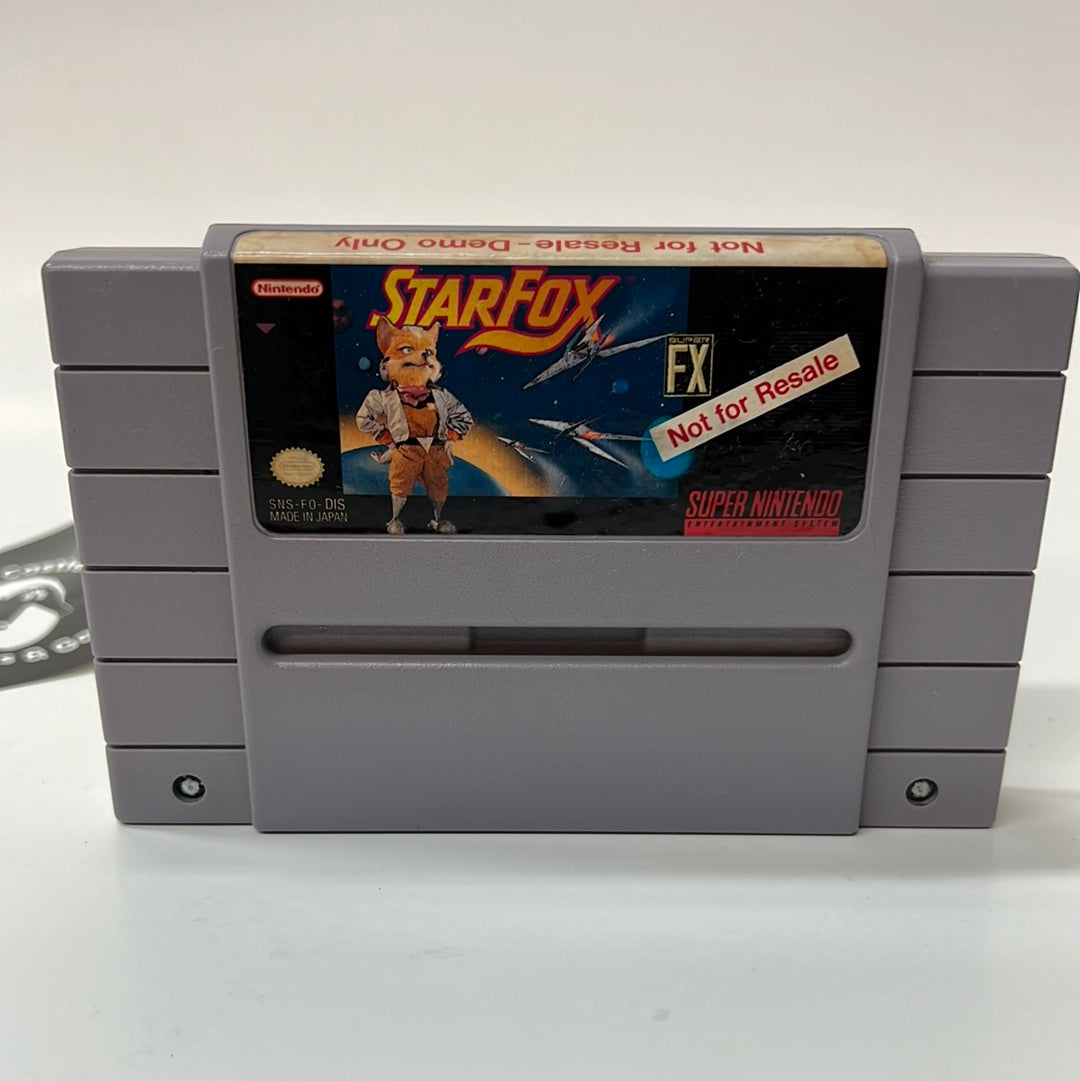 Not for Resale-Demo Only
Nintendo
STARFOX
SUPER
FX
Not for Resale
SNS-FO-DIS
MADE IN JAPAN
SUPER NINTENDO
ENTERTAINMENT SYSTEM